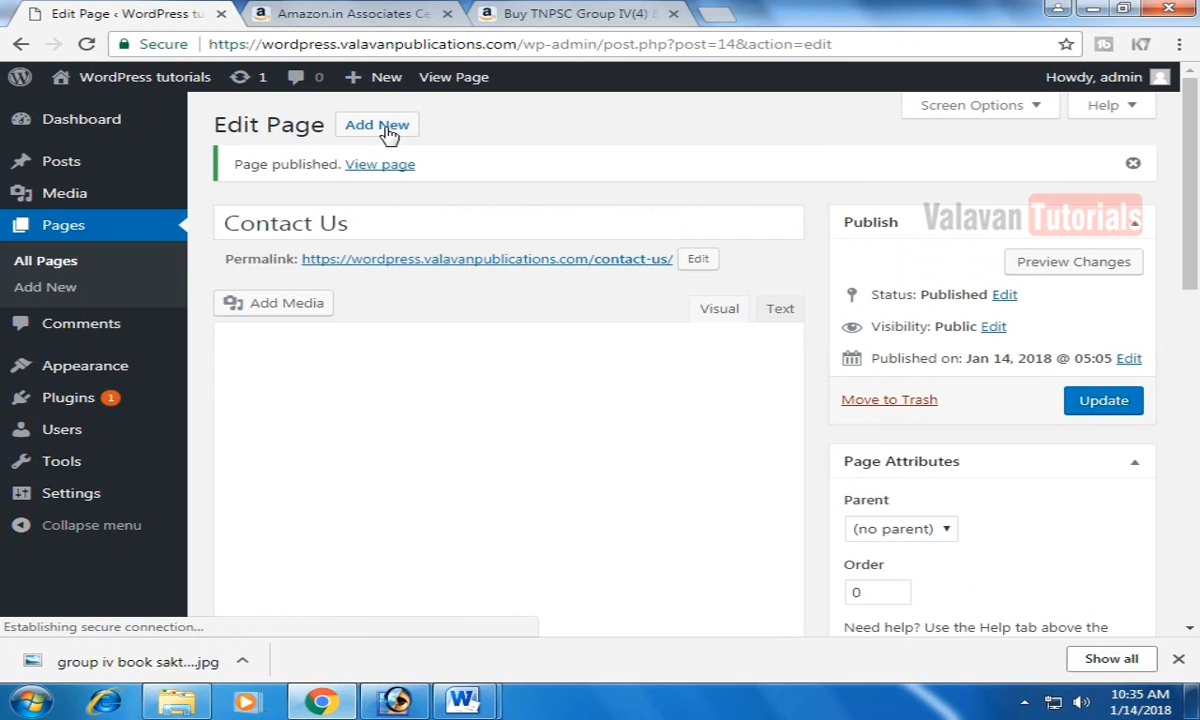 Edit Page ‹ WordPress tu
Amazon.in Associates Ce
Buy TNPSC Group IV(4) &
Secure
https://wordpress.valavanpublications.com/wp-admin/post.php?post=14&action=edit
WordPress tutorials
1
0
New
View Page
Howdy, admin
Dashboard
Posts
Media
Pages
All Pages
Add New
Comments
Appearance
Plugins 1
Users
Tools
Settings
Collapse menu
Screen Options
Help
Edit Page
Add New
Page published. View page
Contact Us
Permalink: https://wordpress.valavanpublications.com/contact-us/ Edit
Add Media
Visual
Text
Valavan Tutorials
Publish
Preview Changes
Status: Published Edit
Visibility: Public Edit
Published on: Jan 14, 2018 @ 05:05 Edit
Move to Trash
Update
Page Attributes
Parent
(no parent)
Order
0
Need help? Use the Help tab above the
Establishing secure connection...
group iv book sakt....jpg
Show all
10:35 AM
1/14/2018